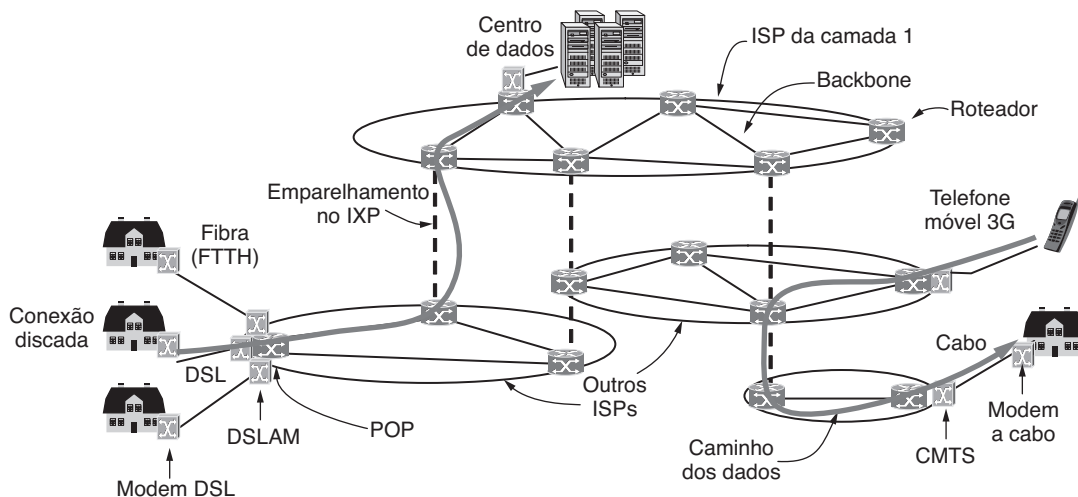 Centro
de dados
ISP da camada 1
Backbone
Roteador
Emparelhamento
no IXP
Telefone
móvel 3G
Fibra
(FTTH)
Conexão
discada
DSL
Cabo
Outros
ISPs
POP
DSLAM
Modem DSL
Caminho
dos dados
CMTS
Modem
a cabo